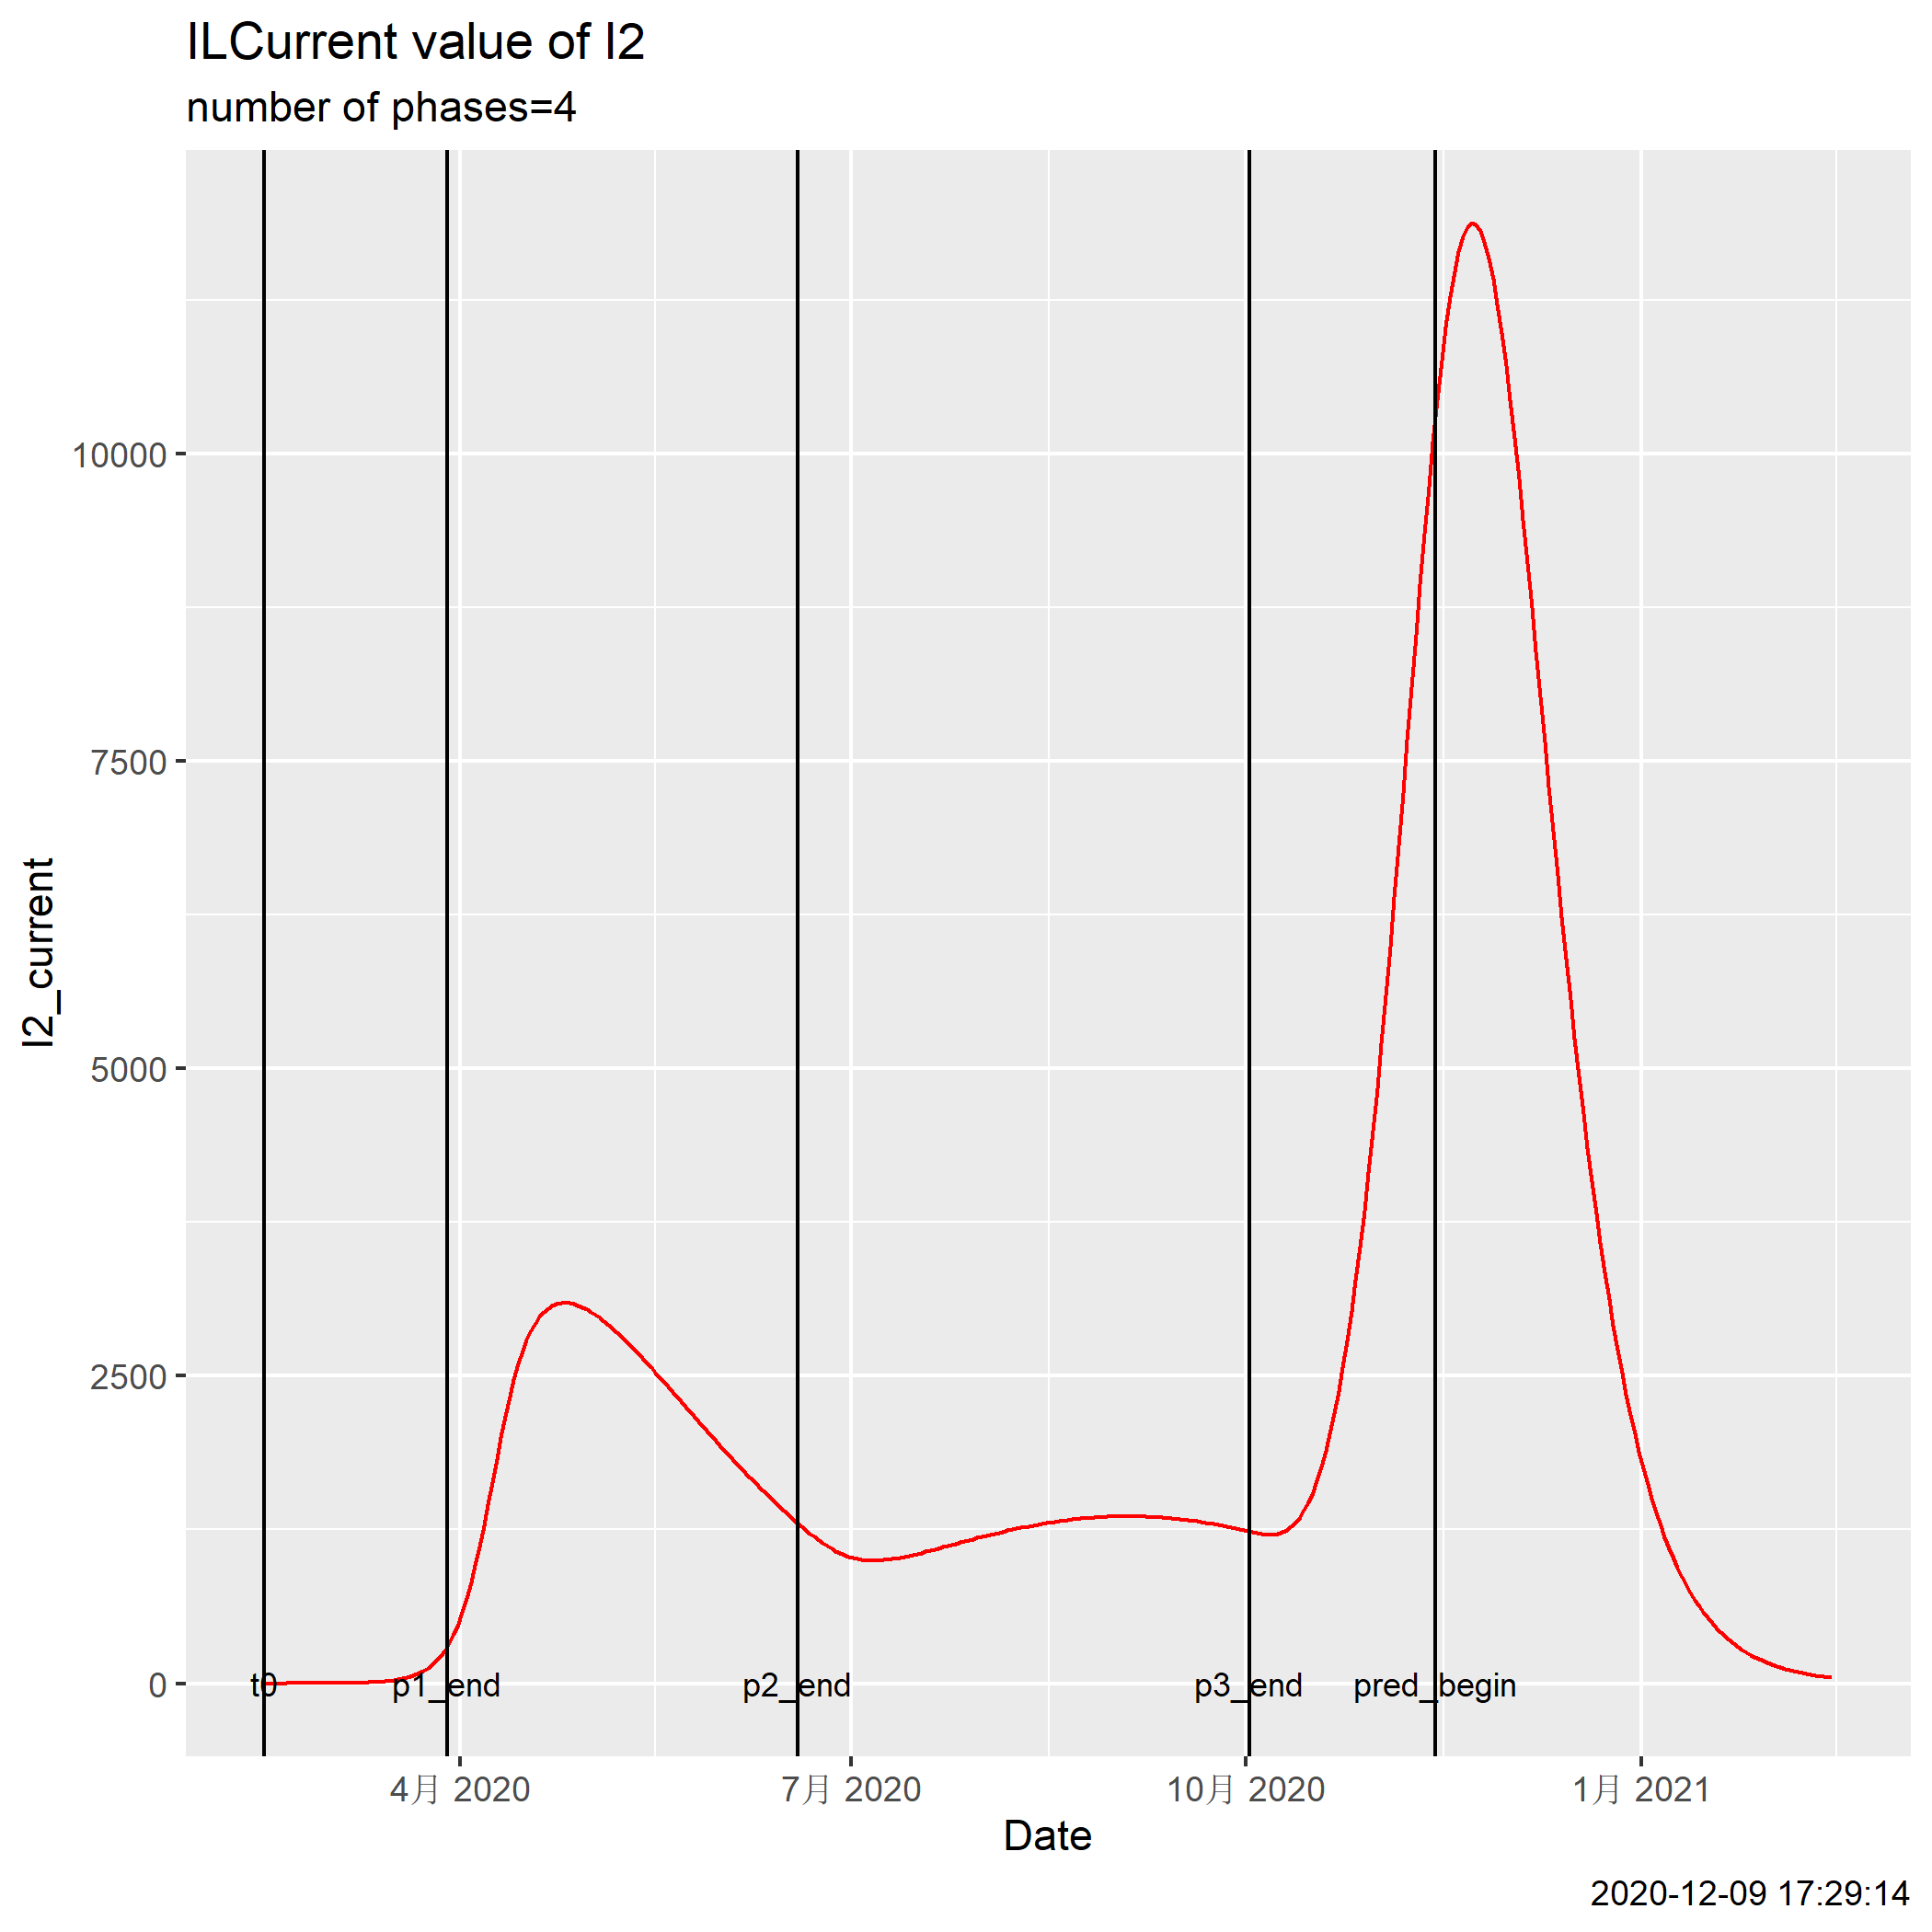 ILCurrent value of I2
number of phases=4
I2_current
10000
7500
5000
2500
0
t0
p1_end
p2_end
p3_end
pred_begin
4月 2020
7月 2020
10月 2020
1月 2021
Date
2020-12-09 17:29:14